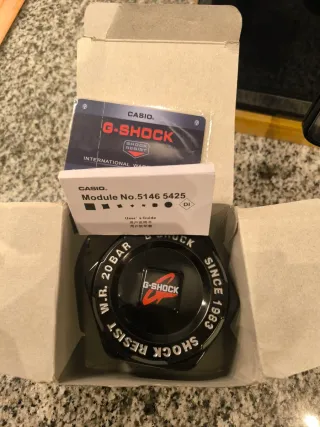 CASIO.
G-SHOCK
SHOCK
RESIST
INTERNATIONAL
CASIO.
Module No.5146 5425
User's Guide
G-SHOCK
SINCE 1983
SHOCK RESIST
W.R. 20BAR
G-SHOCK